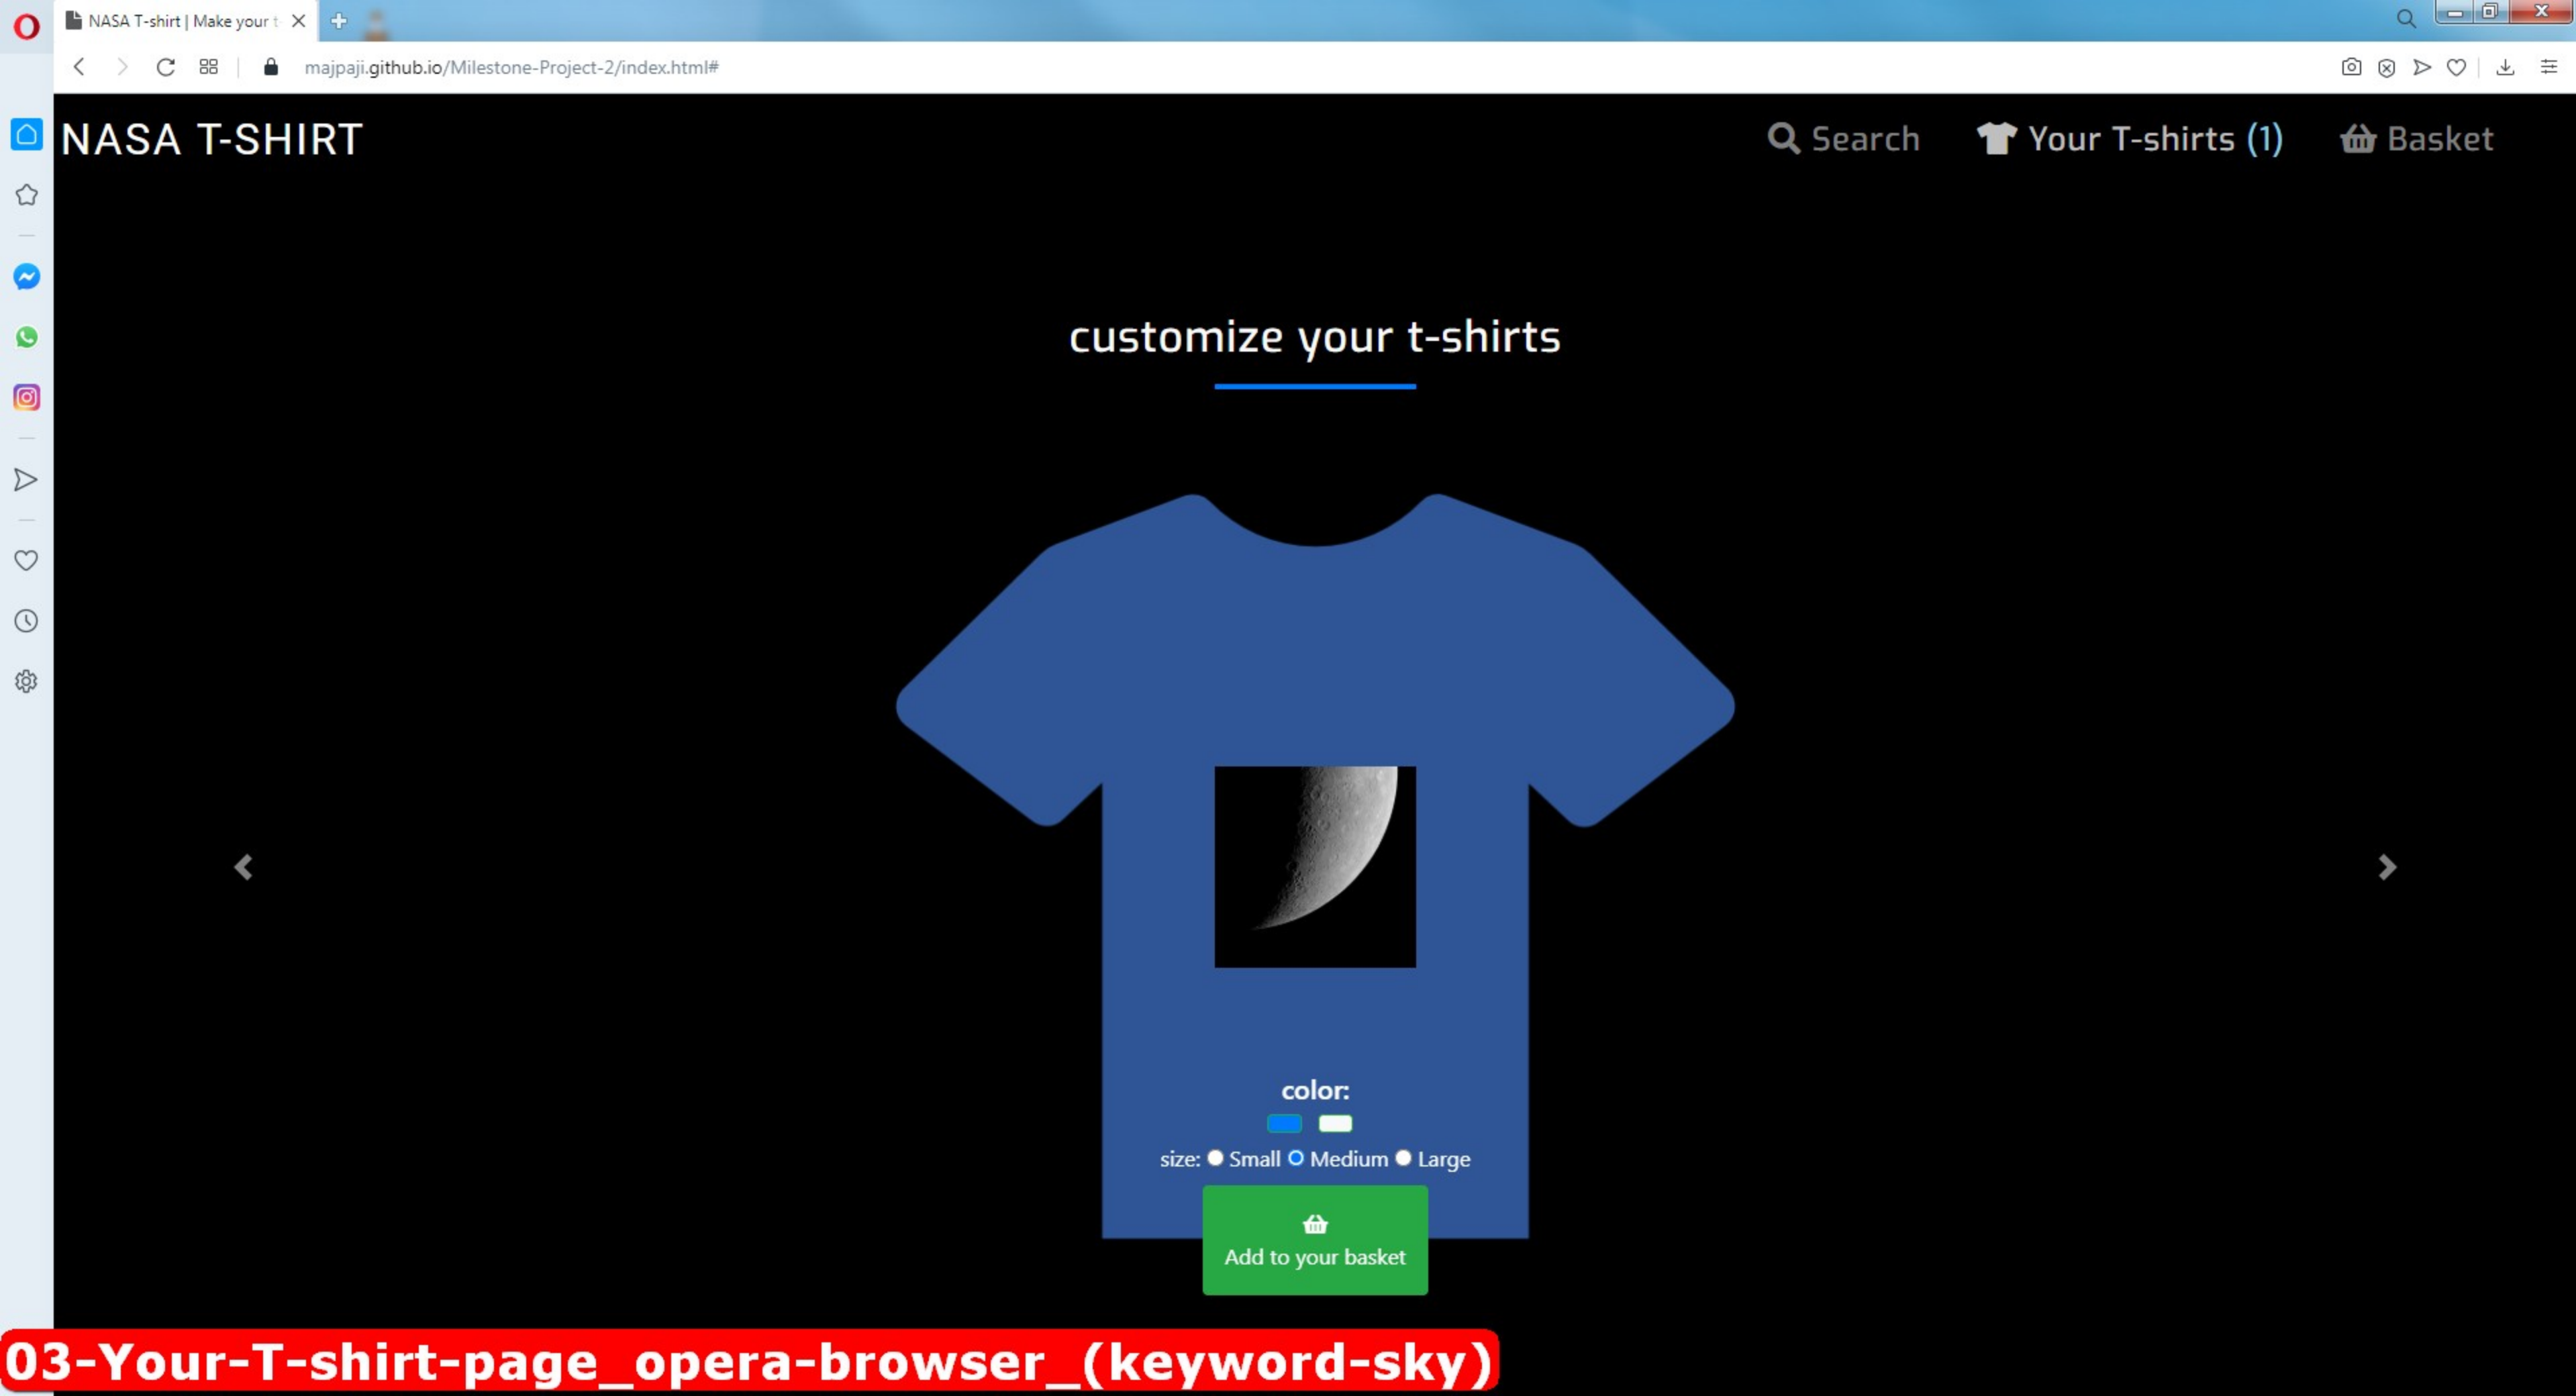 NASA T-shirt | Make your t-
majpaji.github.io/Milestone-Project-2/index.html#
NASA T-SHIRT
Search
Your T-shirts (1)
Basket
customize your t-shirts
color:
size: Small Medium Large
Add to your basket
03-Your-T-shirt-page_opera-browser_(keyword-sky)